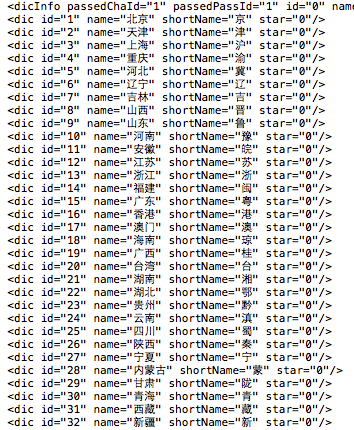 <dicInfo passedChaId="1" passedPassId="1" id="0" nam
<dic id="1" name="北京" shortName="京" star="0"/>
<dic id="2" name="天津" shortName="津" star="0"/>
<dic id="3" name="上海" shortName="沪" star="0"/>
<dic id="4" name="重庆" shortName="渝" star="0"/>
<dic id="5" name="河北" shortName="冀" star="0"/>
<dic id="6" name="辽宁" shortName="辽" star="0"/>
<dic id="7" name="吉林" shortName="吉" star="0"/>
<dic id="8" name="山西" shortName="晋" star="0"/>
<dic id="9" name="山东" shortName="鲁" star="0"/>
<dic id="10" name="河南" shortName="豫" star="0"/>
<dic id="11" name="安徽" shortName="皖" star="0"/>
<dic id="12" name="江苏" shortName="苏" star="0"/>
<dic id="13" name="浙江" shortName="浙" star="0"/>
<dic id="14" name="福建" shortName="闽" star="0"/>
<dic id="15" name="广东" shortName="粤" star="0"/>
<dic id="16" name="香港" shortName="港" star="0"/>
<dic id="17" name="澳门" shortName="澳" star="0"/>
<dic id="18" name="海南" shortName="琼" star="0"/>
<dic id="19" name="广西" shortName="桂" star="0"/>
<dic id="20" name="台湾" shortName="台" star="0"/>
<dic id="21" name="湖南" shortName="湘" star="0"/>
<dic id="22" name="湖北" shortName="鄂" star="0"/>
<dic id="23" name="贵州" shortName="黔" star="0"/>
<dic id="24" name="云南" shortName="滇" star="0"/>
<dic id="25" name="四川" shortName="蜀" star="0"/>
<dic id="26" name="陕西" shortName="秦" star="0"/>
<dic id="27" name="宁夏" shortName="宁" star="0"/>
<dic id="28" name="内蒙古" shortName="蒙" star="0"/>
<dic id="29" name="甘肃" shortName="陇" star="0"/>
<dic id="30" name="青海" shortName="青" star="0"/>
<dic id="31" name="西藏" shortName="藏" star="0"/>
<dic id="32" name="新疆" shortName="新" star="0"/>